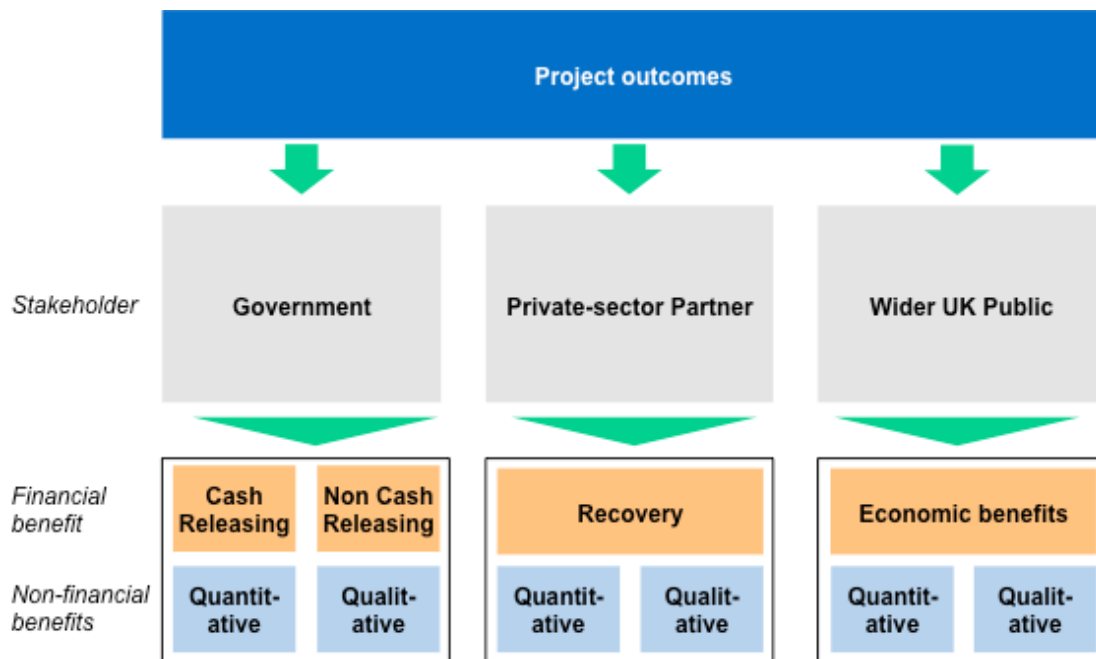 Project outcomes
Stakeholder
Government
Private-sector Partner
Wider UK Public
Financial
benefit
Cash
Releasing
Non Cash
Releasing
Recovery
Economic benefits
Non-financial
benefits
Quantit-
ative
Qualit-
ative
Quantit-
ative
Qualit-
ative
Quantit-
ative
Qualit-
ative